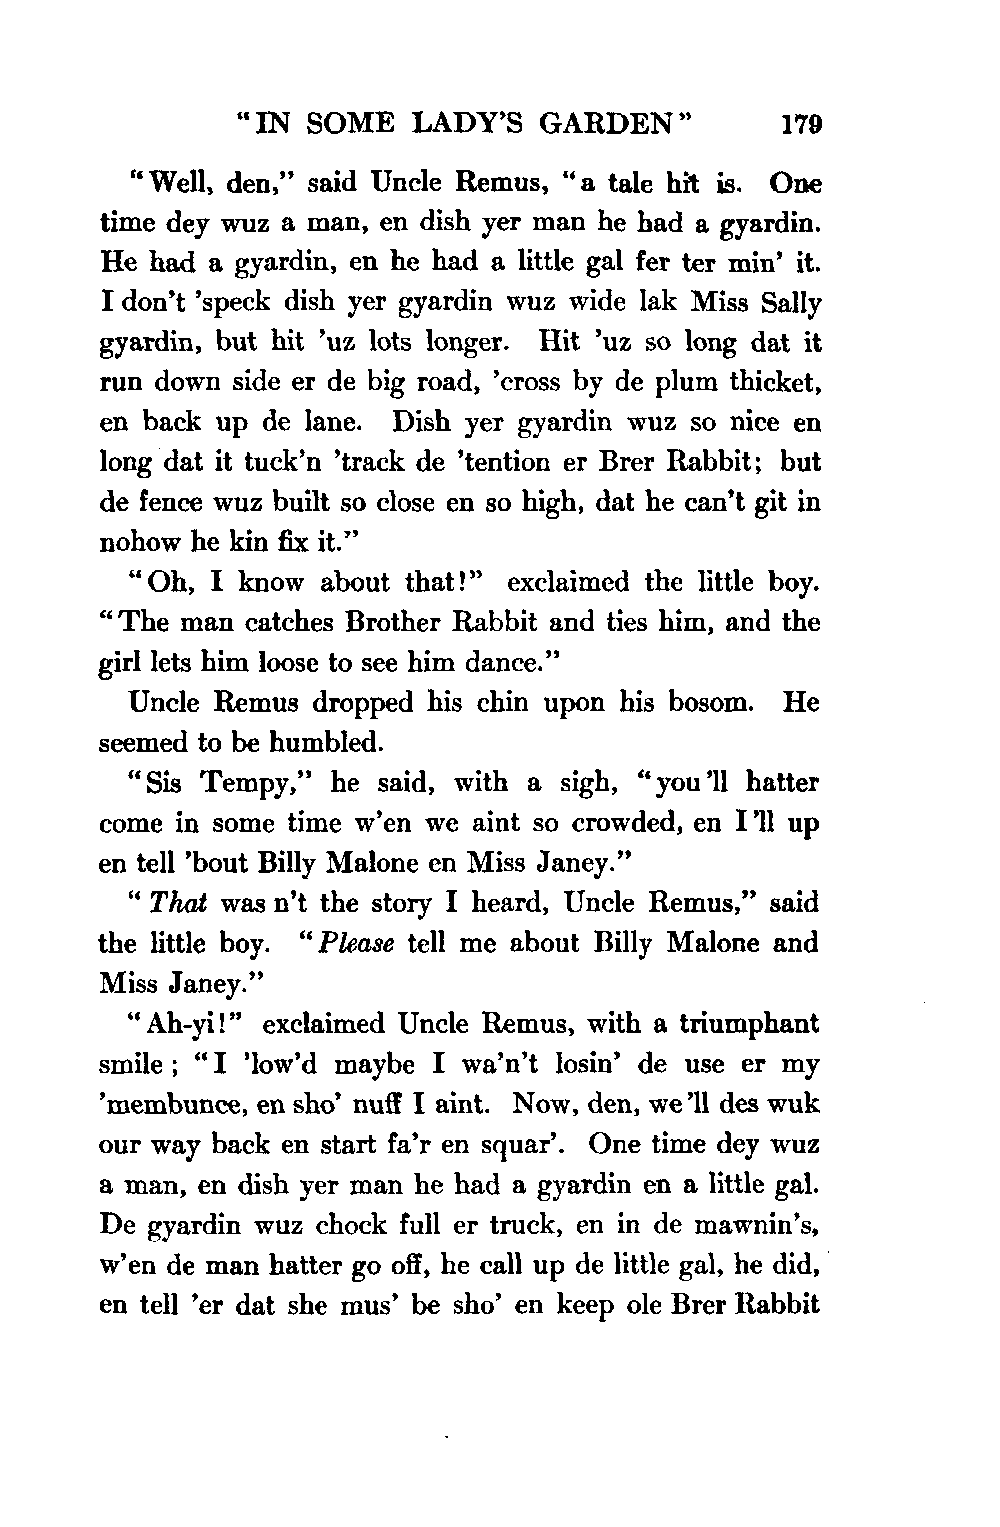 "IN SOME LADY'S GARDEN" 179
"Well, den," said Uncle Remus, "a tale hit is. One
time dey wuz a man, en dish yer man he had a gyardin.
He had a gyardin, en he had a little gal fer ter min' it.
I don't 'speck dish yer gyardin wuz wide lak Miss Sally
gyardin, but hit 'uz lots longer. Hit 'uz so long dat it
run down side er de big road, 'cross by de plum thicket,
en back up de lane. Dish yer gyardin wuz so nice en
long dat it tuck'n 'track de 'tention er Brer Rabbit; but
de fence wuz built so close en so high, dat he can't git in
nohow he kin fix it."
"Oh, I know about that!" exclaimed the little boy.
"The man catches Brother Rabbit and ties him, and the
girl lets him loose to see him dance."
Uncle Remus dropped his chin upon his bosom. He
seemed to be humbled.
"Sis Tempy," he said, with a sigh, "you 'll hatter
come in some time w'en we aint so crowded, en I 'll up
en tell 'bout Billy Malone en Miss Janey."
"That was n't the story I heard, Uncle Remus," said
the little boy. "Please tell me about Billy Malone and
Miss Janey."
"Ah-yi!" exclaimed Uncle Remus, with a triumphant
smile; "I 'low'd maybe I wa'n't losin' de use er my
'membunce, en sho' nuff I aint. Now, den, we 'll des wuk
our way back en start fa'r en squar'. One time dey wuz
a man, en dish yer man he had a gyardin en a little gal.
De gyardin wuz chock full er truck, en in de mawnin's,
w'en de man hatter go off, he call up de little gal, he did,
en tell 'er dat she mus' be sho' en keep ole Brer Rabbit